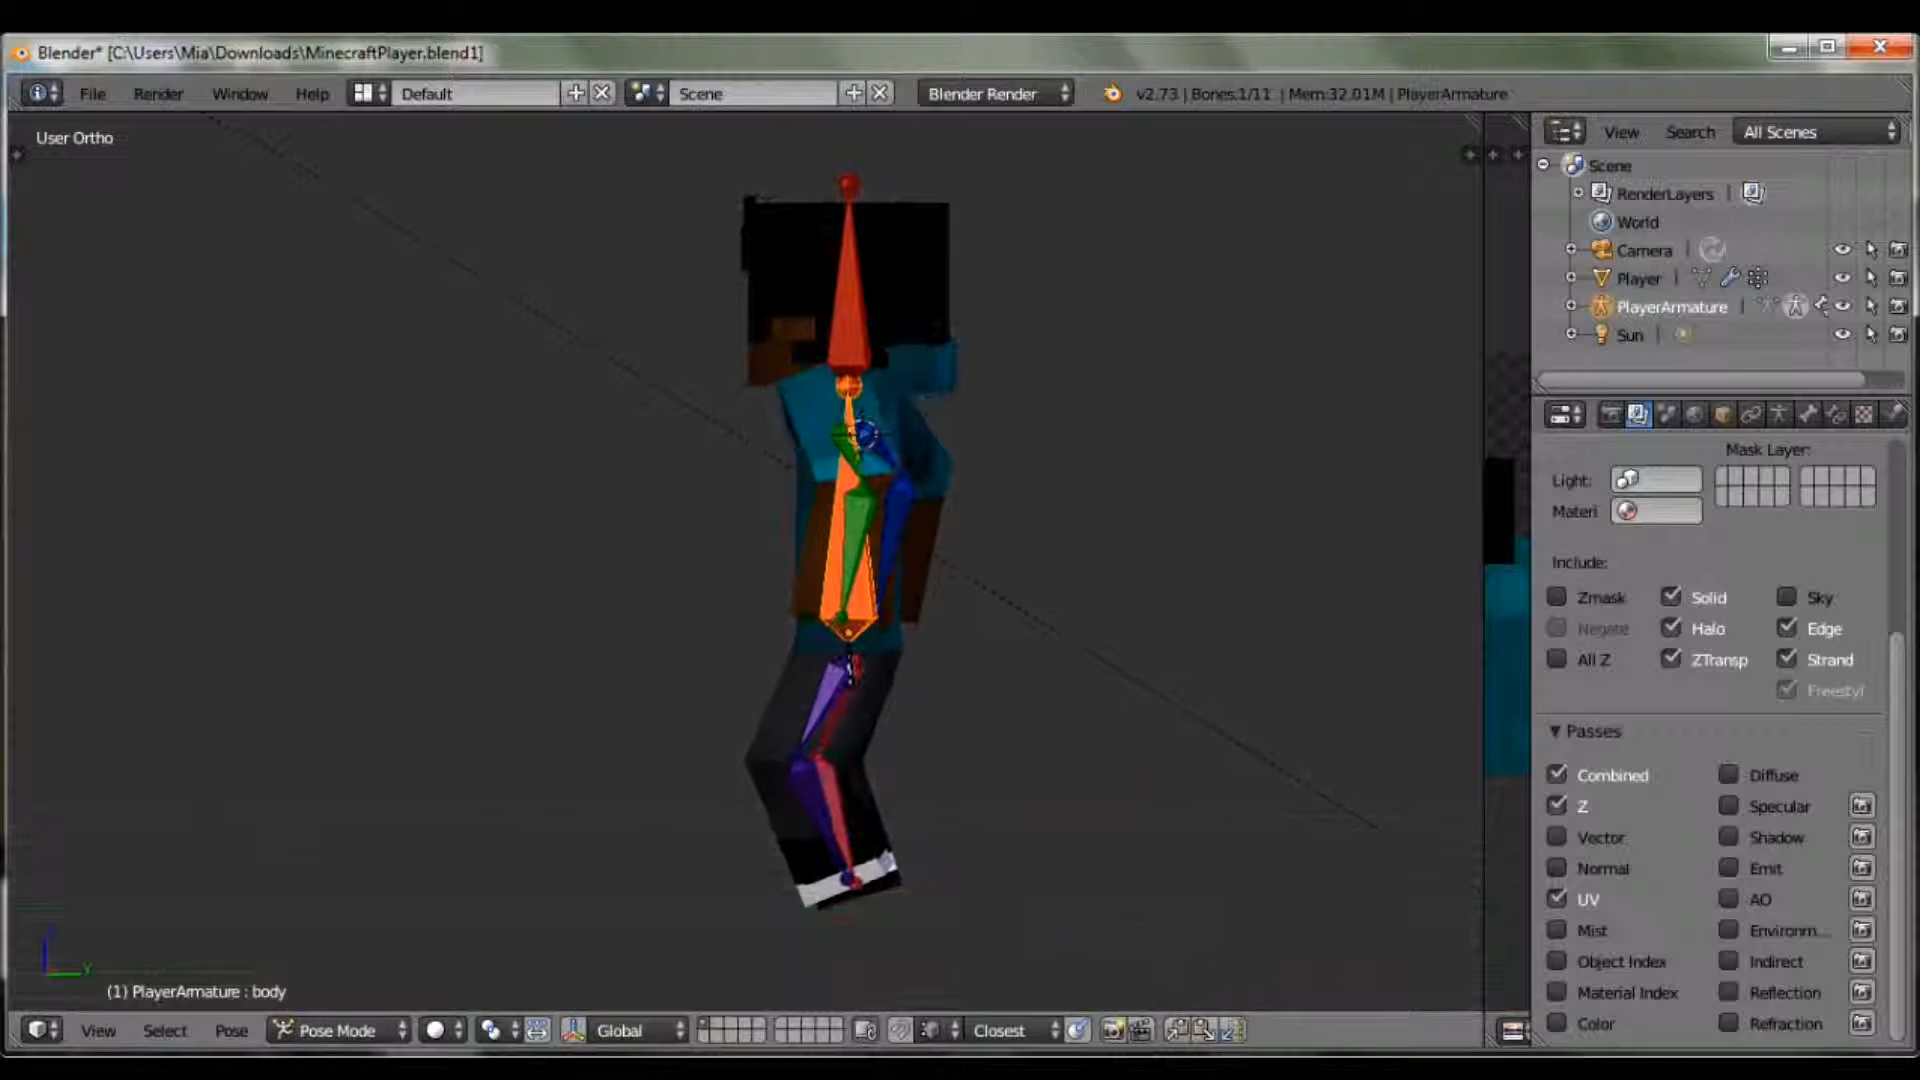 Blender* [C:\Users\Mia\Downloads\MinecraftPlayer.blend1]
File Render Window Help Default Scene Blender Render v2.73 | Bones:1/11 | Mem:32.01M | PlayerArmature
User Ortho
View Search All Scenes
Scene
RenderLayers
World
Camera
Player
PlayerArmature
Sun
Mask Layer:
Light:
Materi
Include:
Zmask Solid Sky
Negate Halo Edge
All Z ZTransp Strand
Freestyl
Passes
Combined Diffuse
Z Specular
Vector Shadow
Normal Emit
UV AO
Mist Environm...
Object Index Indirect
Material Index Reflection
Color Refraction
Y
(1) PlayerArmature : body
View Select Pose Pose Mode Global Closest